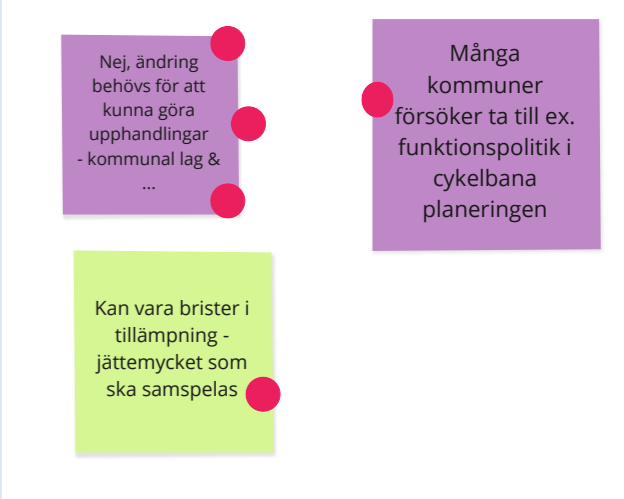 Nej, ändring
behövs för att
kunna göra
upphandlingar
- kommunal lag &
...
Många
kommuner
försöker ta till ex.
funktionspolitik i
cykelbana
planeringen
Kan vara brister i
tillämpning -
jättemycket som
ska samspelas